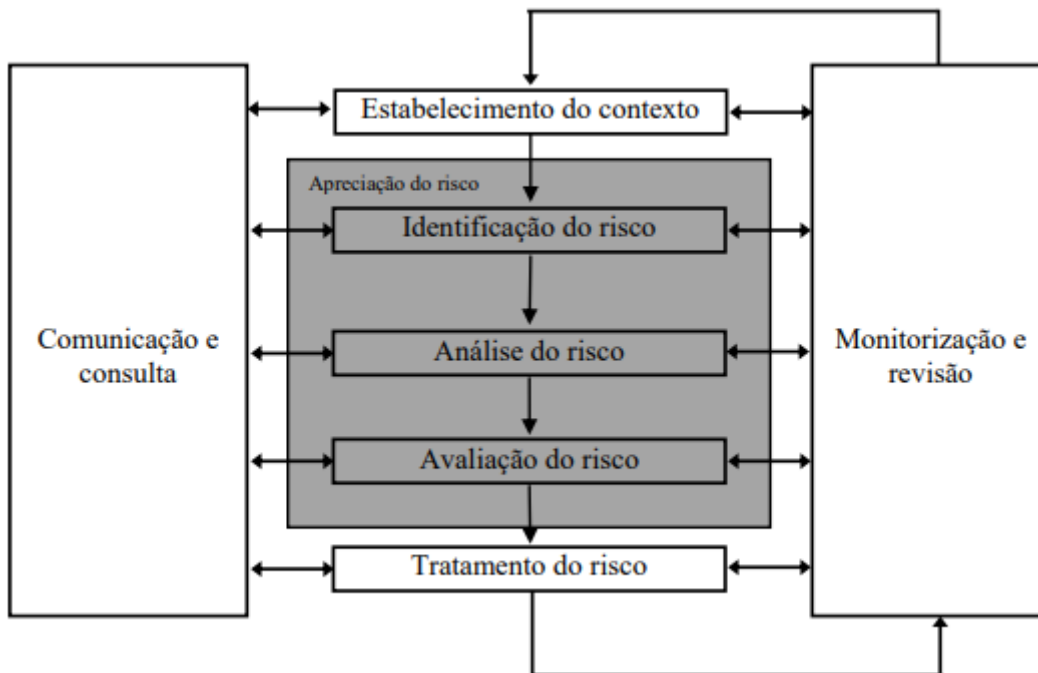 Estabelecimento do contexto
Apreciação do risco
Identificação do risco
Comunicação e
consulta
Análise do risco
Monitorização e
revisão
Avaliação do risco
Tratamento do risco